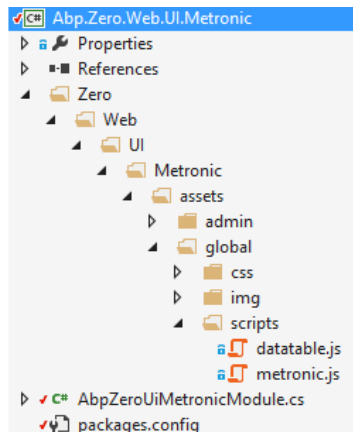 C# Abp.Zero.Web.UI.Metronic
Properties
References
Zero
Web
UI
Metronic
assets
admin
global
css
img
scripts
datatable.js
metronic.js
C# AbpZeroUiMetronicModule.cs
packages.config